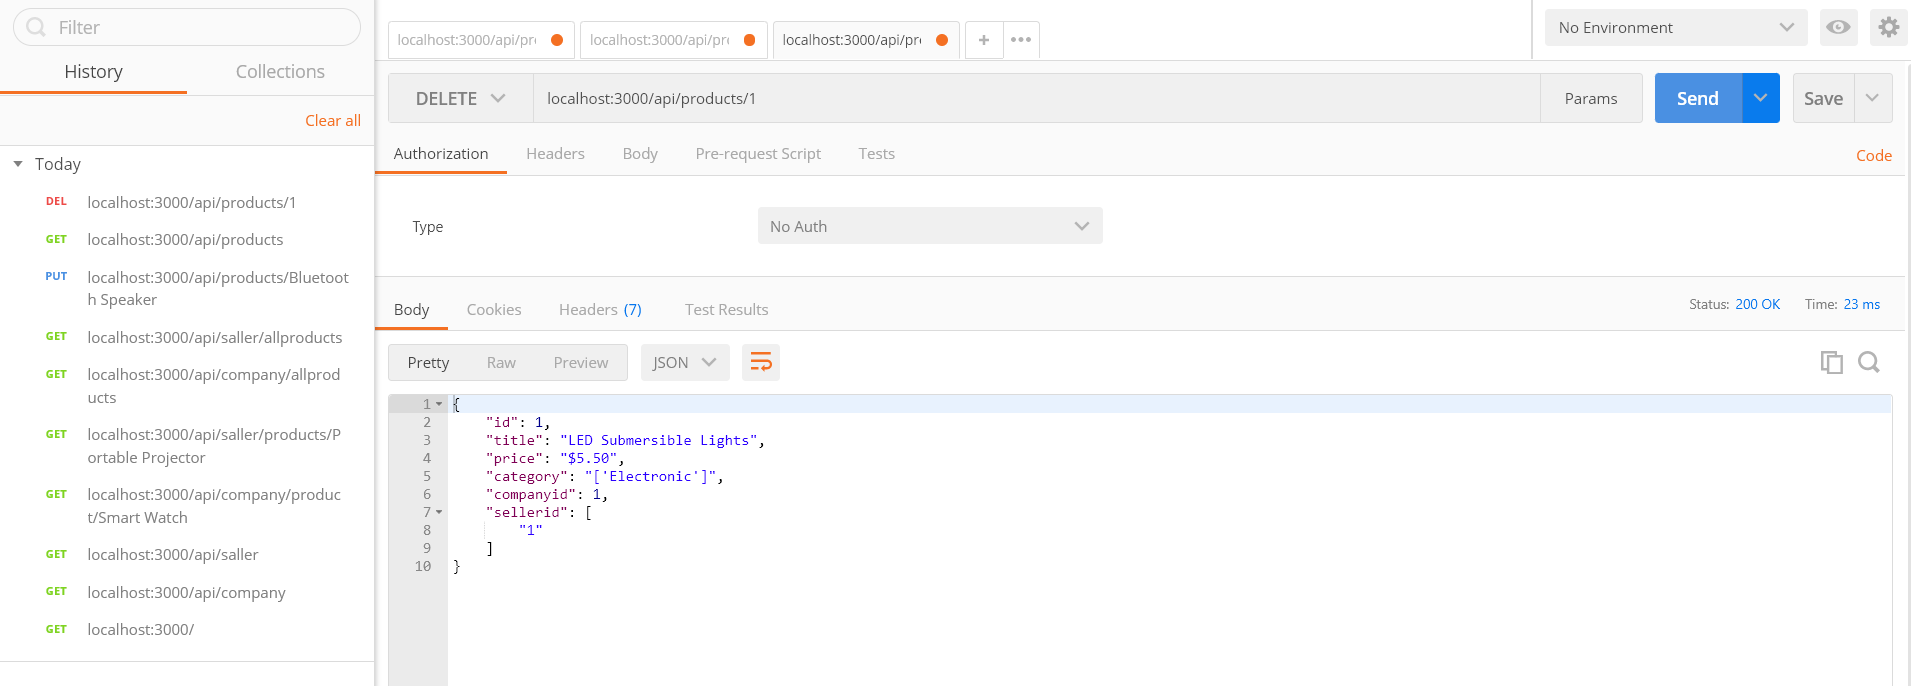 Filter
History Collections
Clear all
Today
DEL localhost:3000/api/products/1
GET localhost:3000/api/products
PUT localhost:3000/api/products/Bluetoot
h Speaker
GET localhost:3000/api/saller/allproducts
GET localhost:3000/api/company/allprod
ucts
GET localhost:3000/api/saller/products/P
ortable Projector
GET localhost:3000/api/company/produc
t/Smart Watch
GET localhost:3000/api/saller
GET localhost:3000/api/company
GET localhost:3000/
localhost:3000/api/pr localhost:3000/api/pr localhost:3000/api/pr + •••
No Environment
DELETE localhost:3000/api/products/1 Params Send Save
Authorization Headers Body Pre-request Script Tests Code
Type No Auth
Body Cookies Headers (7) Test Results Status: 200 OK Time: 23 ms
Pretty Raw Preview JSON
1 {
2 "id": 1,
3 "title": "LED Submersible Lights",
4 "price": "$5.50",
5 "category": "['Electronic']",
6 "companyid": 1,
7 "sellerid": [
8 "1"
9 ]
10 }